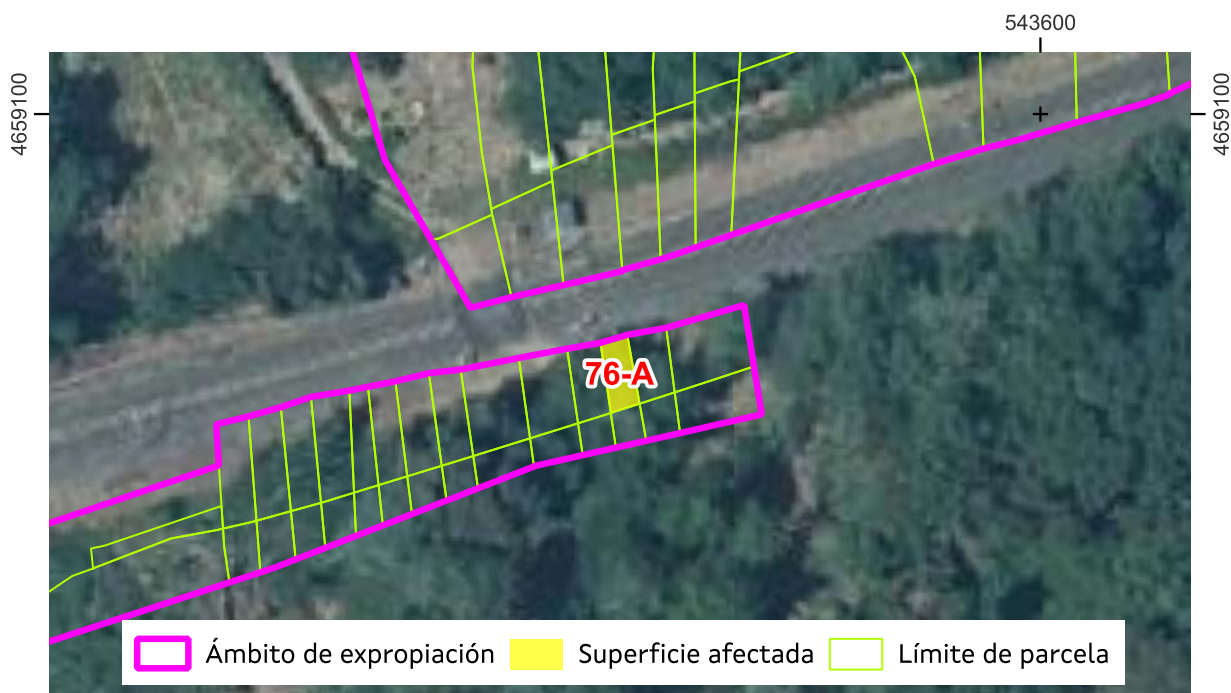 543600
4659100
4659100
76-A
Ámbito de expropiación
Superficie afectada
Límite de parcela